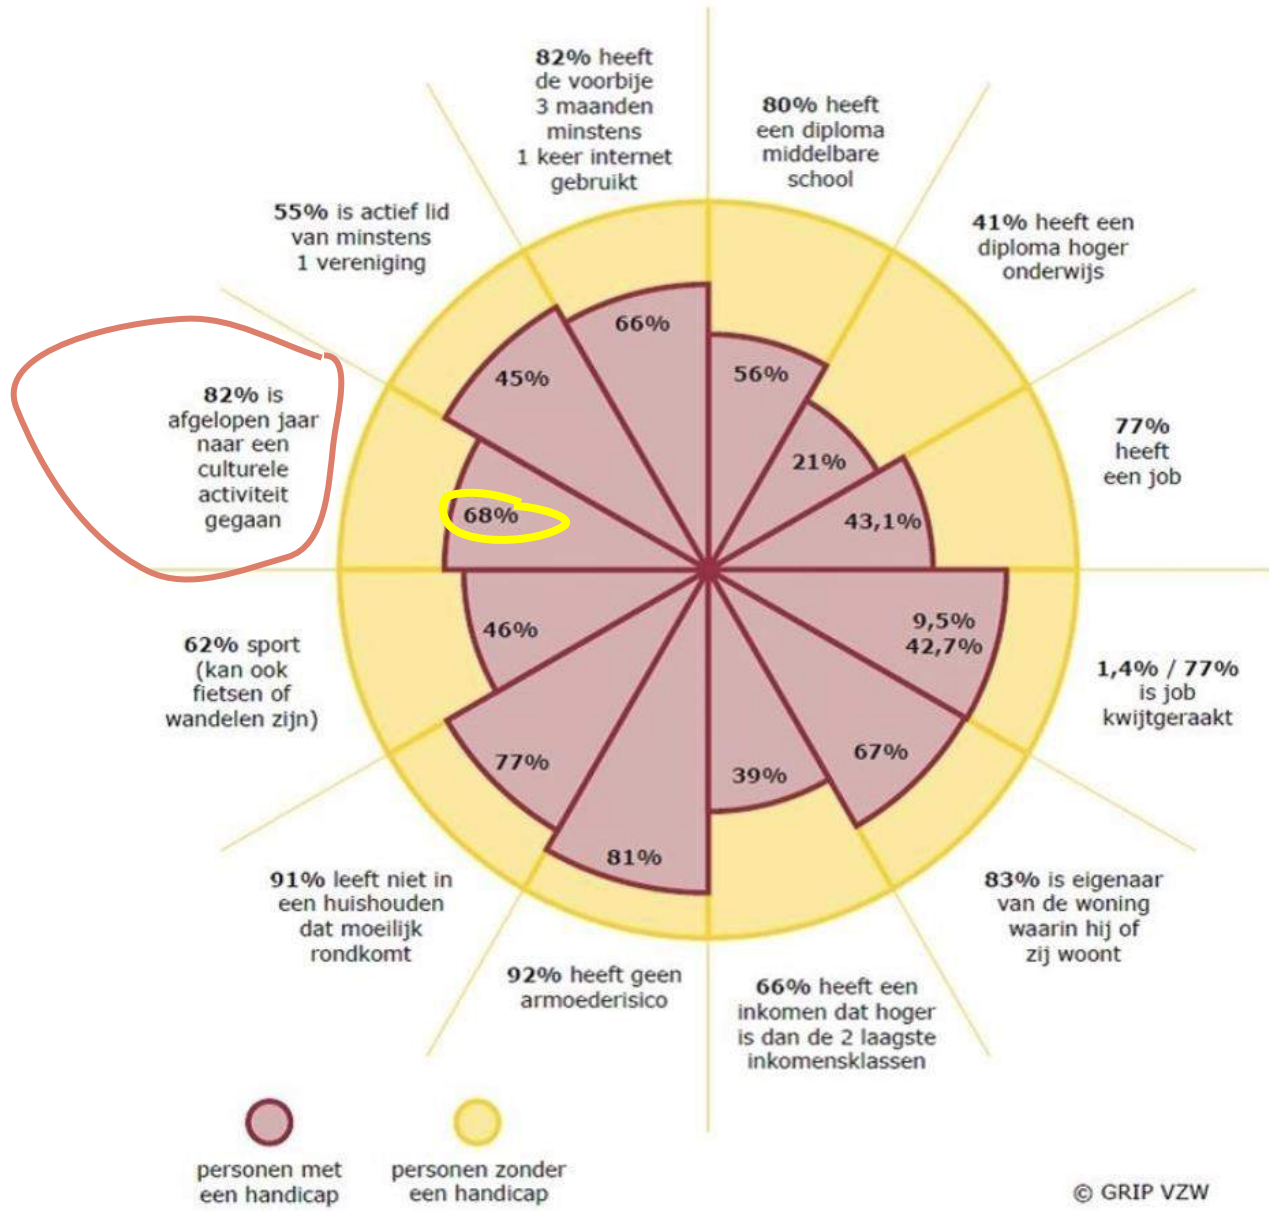 82% heeft
de voorbije
3 maanden
minstens
1 keer internet
gebruikt
80% heeft
een diploma
middelbare
school
41% heeft een
diploma hoger
onderwijs
77%
heeft
een job
1,4% / 77%
is job
kwijtgeraakt
83% is eigenaar
van de woning
waarin hij of
zij woont
66% heeft een
inkomen dat hoger
is dan de 2 laagste
inkomensklassen
92% heeft geen
armoederisico
91% leeft niet in
een huishouden
dat moeilijk
rondkomt
62% sport
(kan ook
fietsen of
wandelen zijn)
82% is
afgelopen jaar
naar een
culturele
activiteit
gegaan
55% is actief lid
van minstens
1 vereniging
66%
56%
21%
43,1%
9,5%
42,7%
67%
39%
81%
77%
46%
68%
45%
personen met
een handicap
personen zonder
een handicap
© GRIP VZW